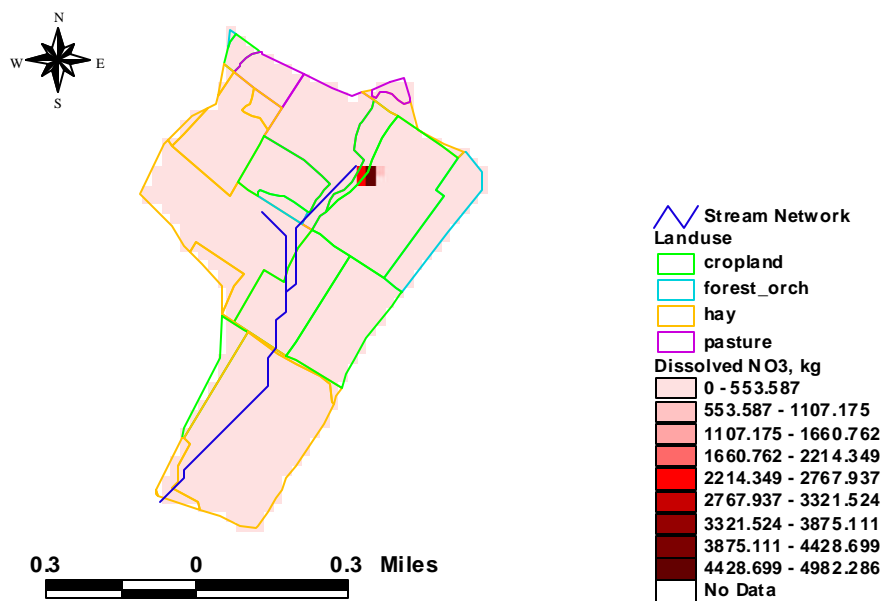 N
W E
S
Stream Network
Landuse
cropland
forest_orch
hay
pasture
Dissolved NO3, kg
0 - 553.587
553.587 - 1107.175
1107.175 - 1660.762
1660.762 - 2214.349
2214.349 - 2767.937
2767.937 - 3321.524
3321.524 - 3875.111
3875.111 - 4428.699
4428.699 - 4982.286
No Data
0.3 0 0.3 Miles